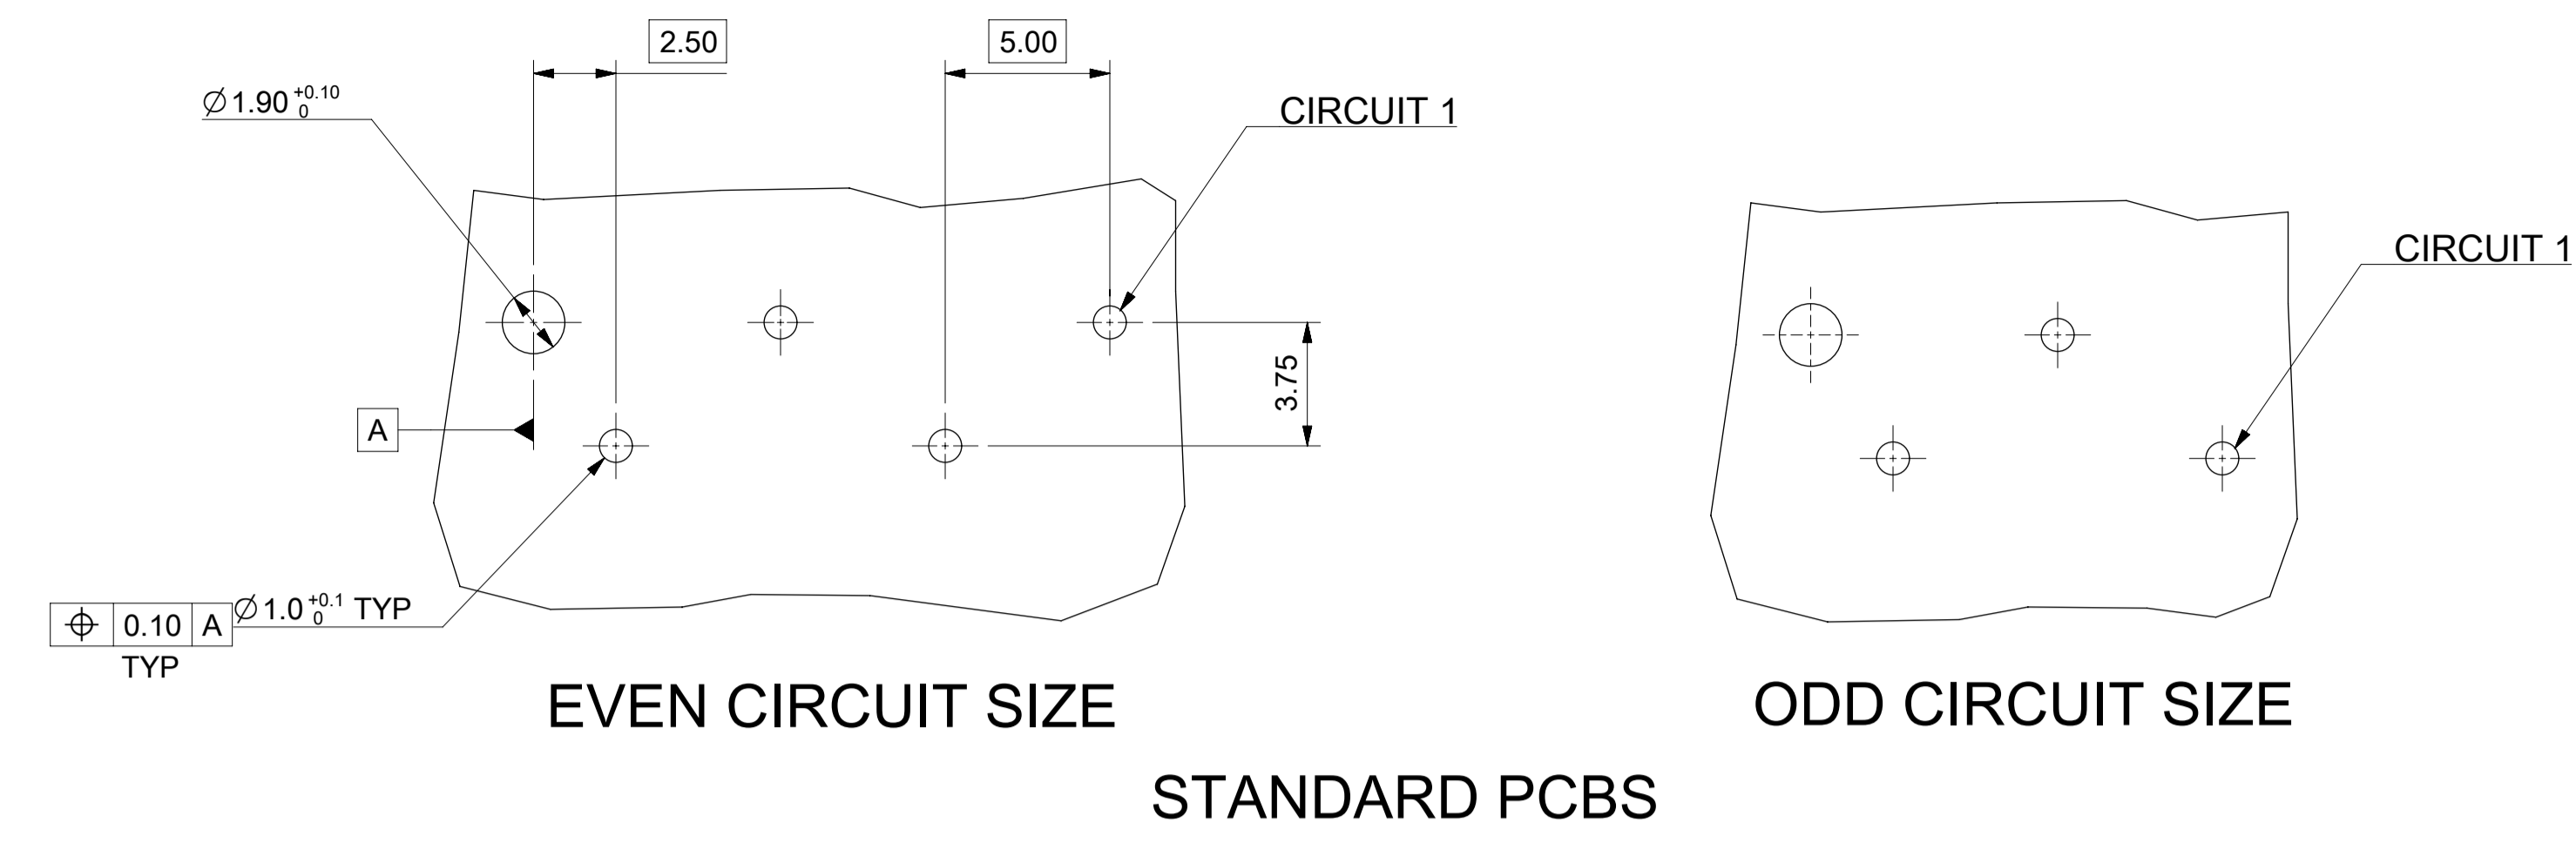 2.50
5.00
∅1.90 +0.10 0
CIRCUIT 1
CIRCUIT 1
3.75
A
∅1.0 +0.1 0 TYP
⌖ 0.10 A
TYP
EVEN CIRCUIT SIZE
ODD CIRCUIT SIZE
STANDARD PCBS